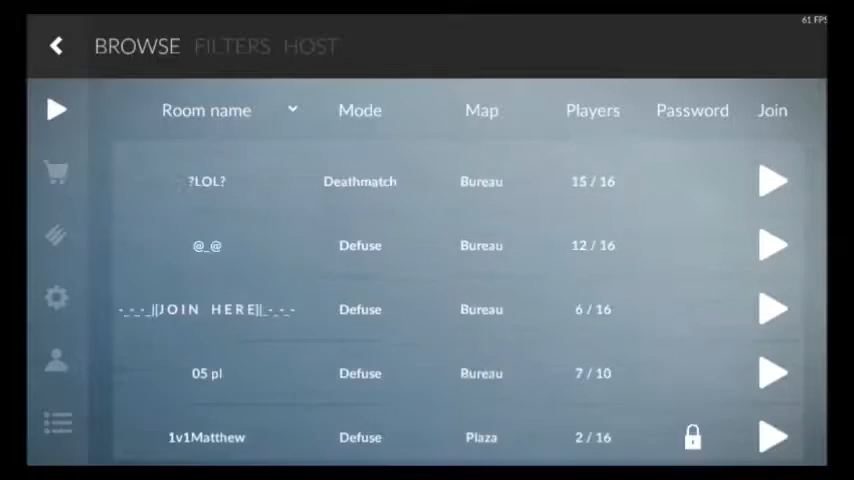 61 FPS
BROWSE FILTERS HOST
Room name Mode Map Players Password Join
?LOL? Deathmatch Bureau 15 / 16
@_@ Defuse Bureau 12 / 16
-_-_-_||J O I N   H E R E||_-_-_- Defuse Bureau 6 / 16
05 pl Defuse Bureau 7 / 10
1v1Matthew Defuse Plaza 2 / 16